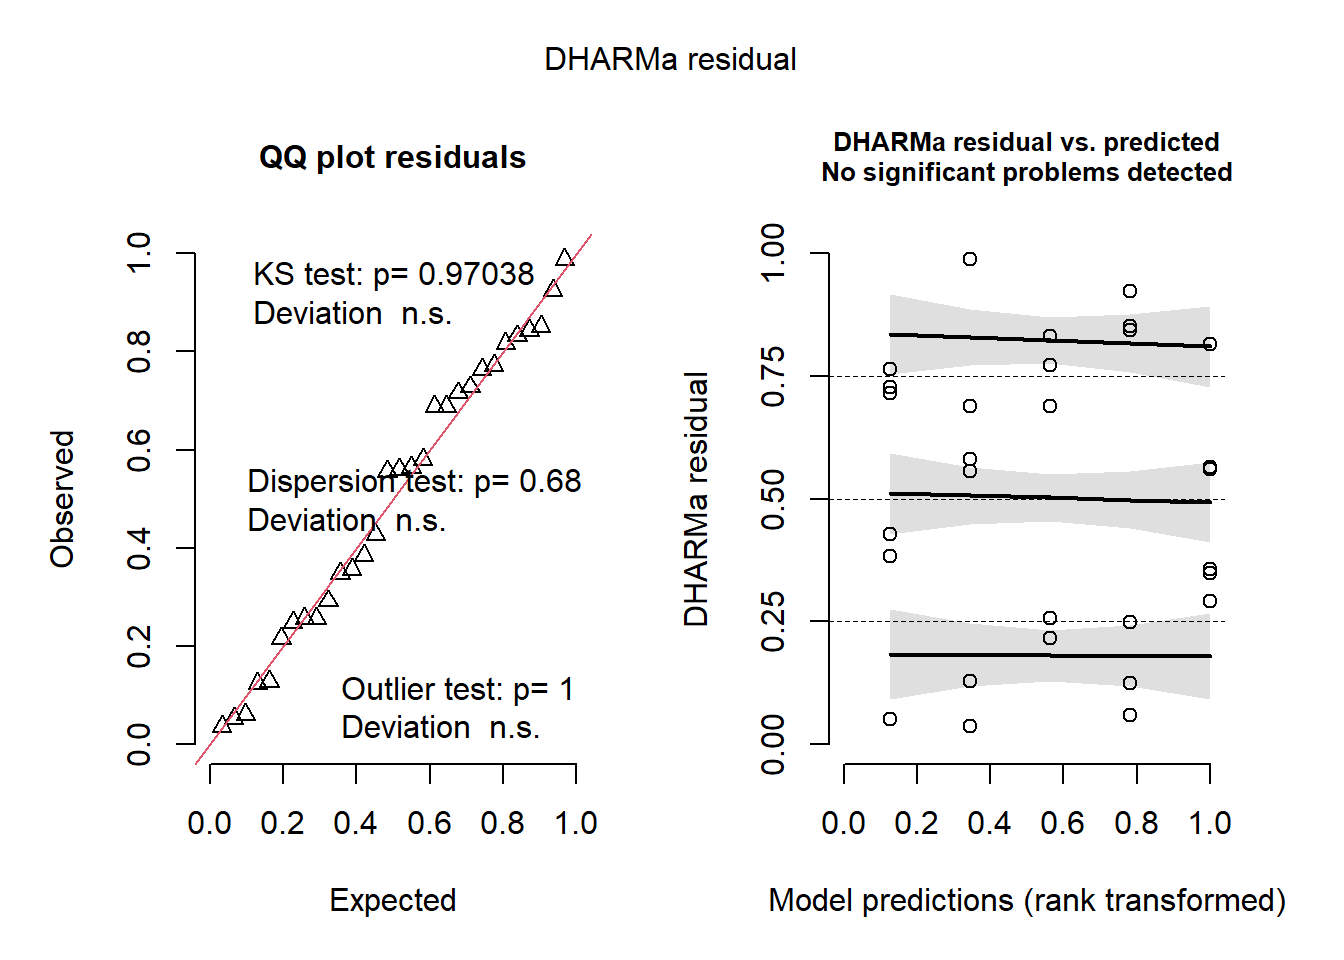 DHARMa residual
QQ plot residuals
KS test: p= 0.97038
Deviation  n.s.
Dispersion test: p= 0.68
Deviation  n.s.
Outlier test: p= 1
Deviation  n.s.
Observed
0.0 0.2 0.4 0.6 0.8 1.0
0.0 0.2 0.4 0.6 0.8 1.0
Expected
DHARMa residual vs. predicted
No significant problems detected
DHARMa residual
0.00 0.25 0.50 0.75 1.00
0.0 0.2 0.4 0.6 0.8 1.0
Model predictions (rank transformed)